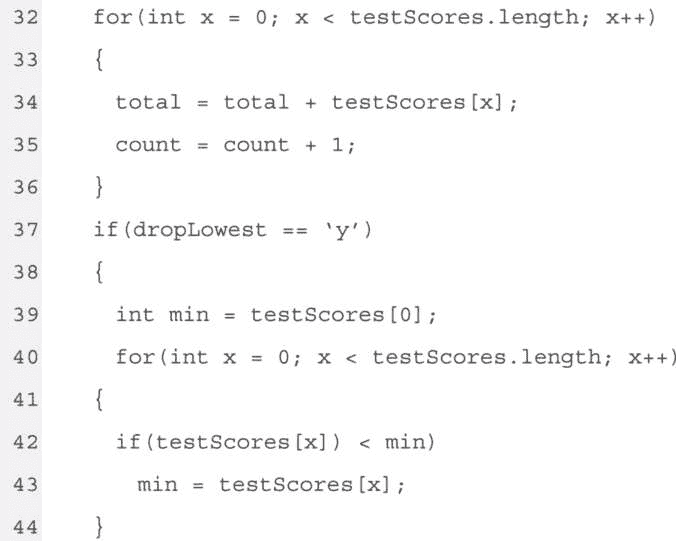 32 for(int x = 0; x < testScores.length; x++)
33 {
34 total = total + testScores[x];
35 count = count + 1;
36 }
37 if(dropLowest == ‘y’)
38 {
39 int min = testScores[0];
40 for(int x = 0; x < testScores.length; x++)
41 {
42 if(testScores[x]) < min)
43 min = testScores[x];
44 }